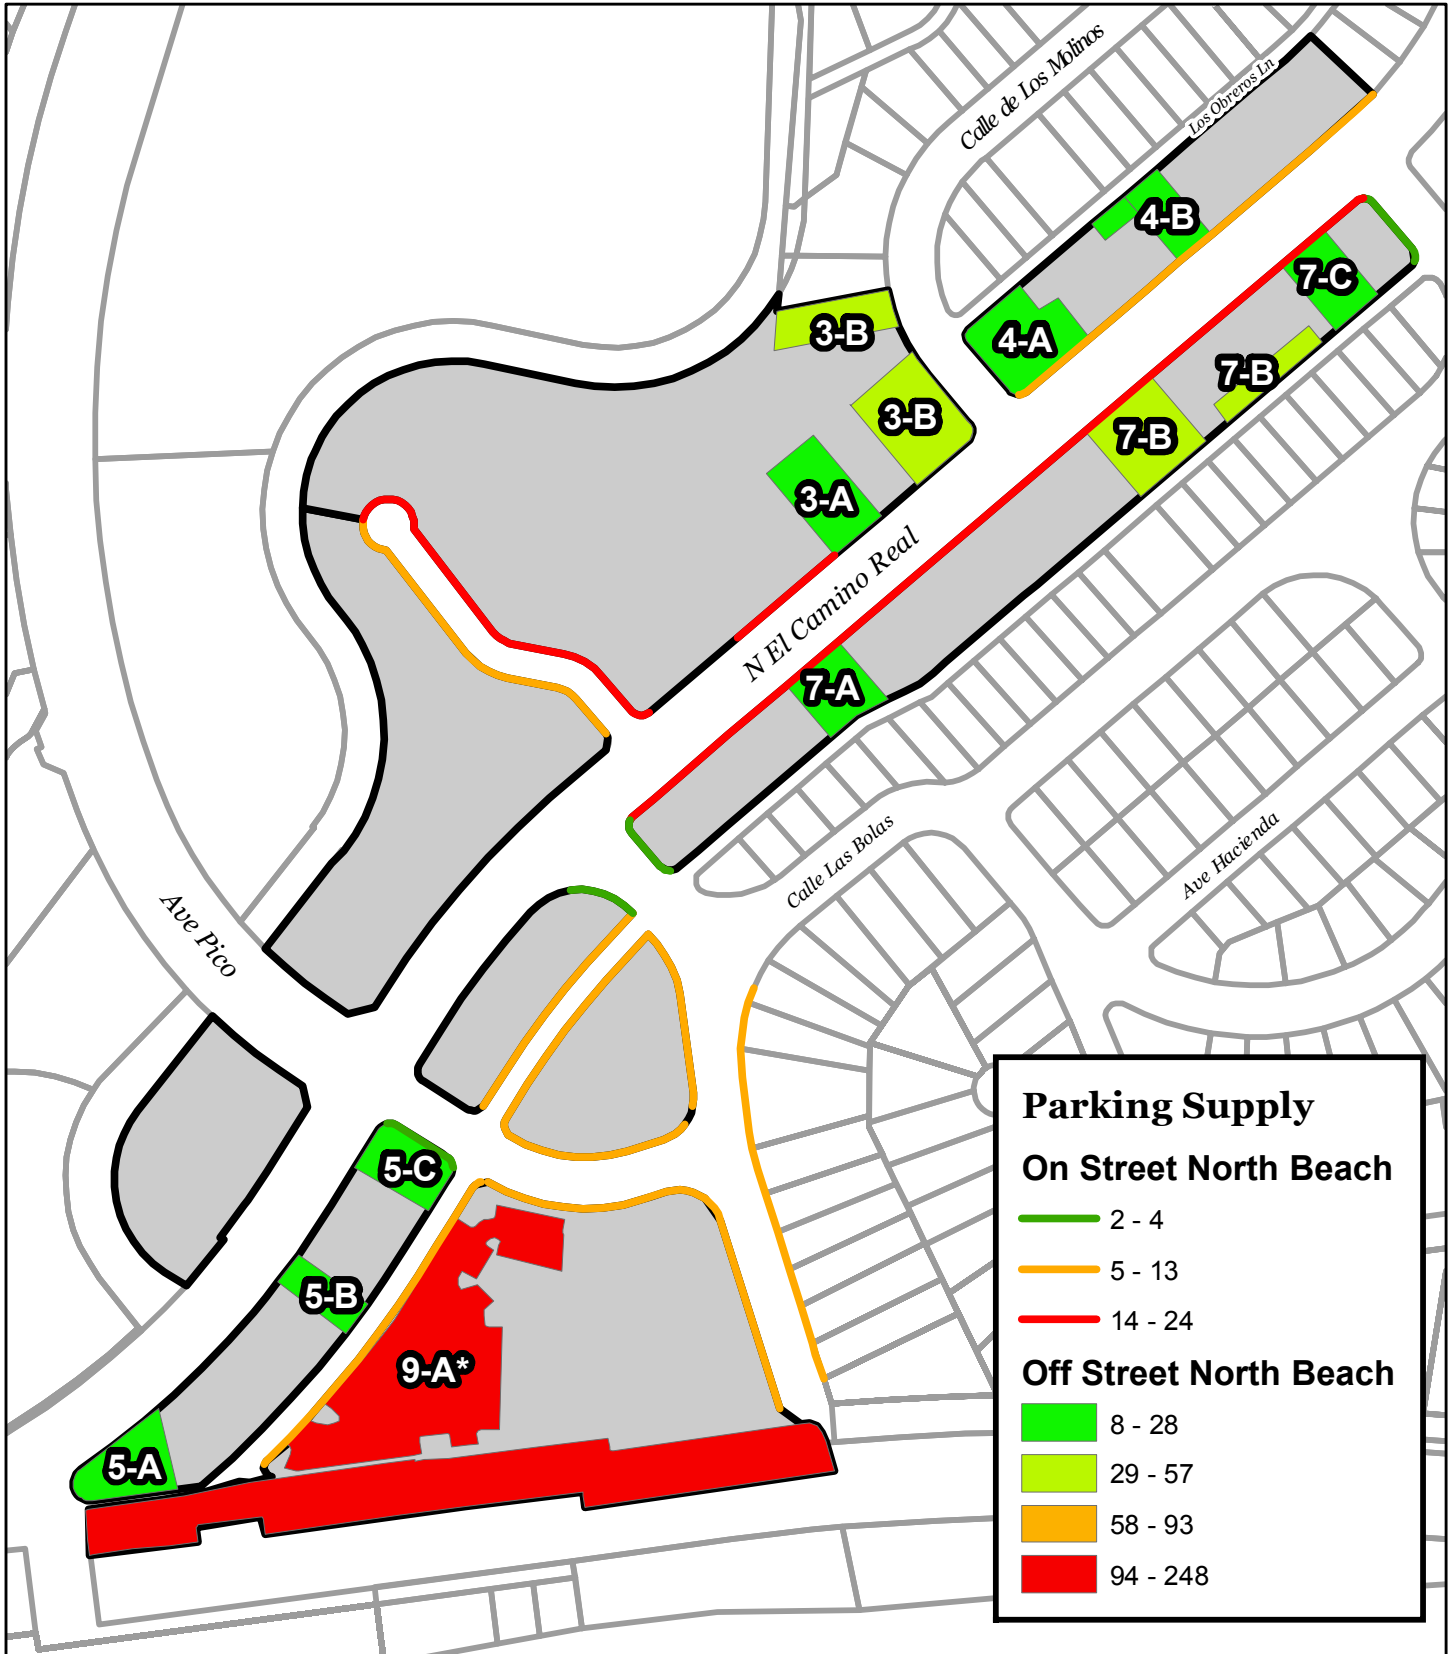 Calle de Los Molinos
Los Obreros Ln
4-B
7-C
3-B
4-A
7-B
3-B
7-B
3-A
N El Camino Real
7-A
Calle Las Bolas
Ave Hacienda
Ave Pico
5-C
5-B
9-A*
5-A
Parking Supply
On Street North Beach
2 - 4
5 - 13
14 - 24
Off Street North Beach
8 - 28
29 - 57
58 - 93
94 - 248